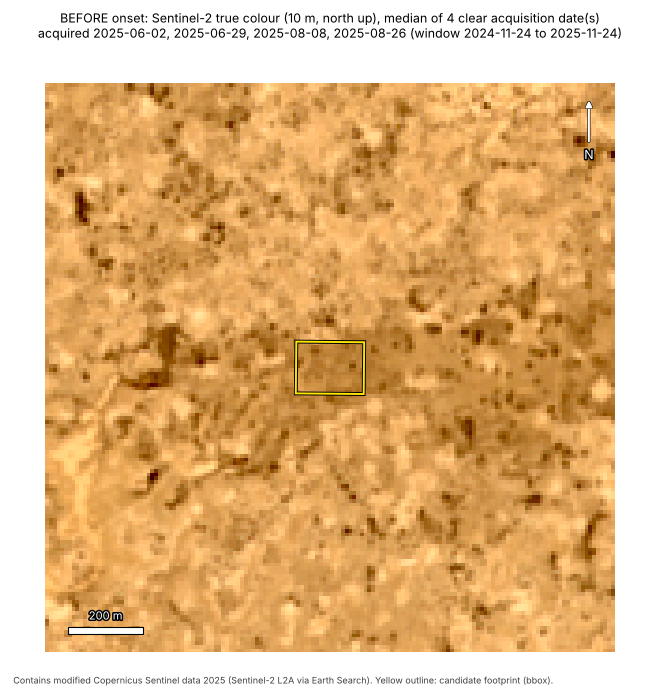 BEFORE onset: Sentinel-2 true colour (10 m, north up), median of 4 clear acquisition date(s)
acquired 2025-06-02, 2025-06-29, 2025-08-08, 2025-08-26 (window 2024-11-24 to 2025-11-24)
N
200 m
Contains modified Copernicus Sentinel data 2025 (Sentinel-2 L2A via Earth Search). Yellow outline: candidate footprint (bbox).